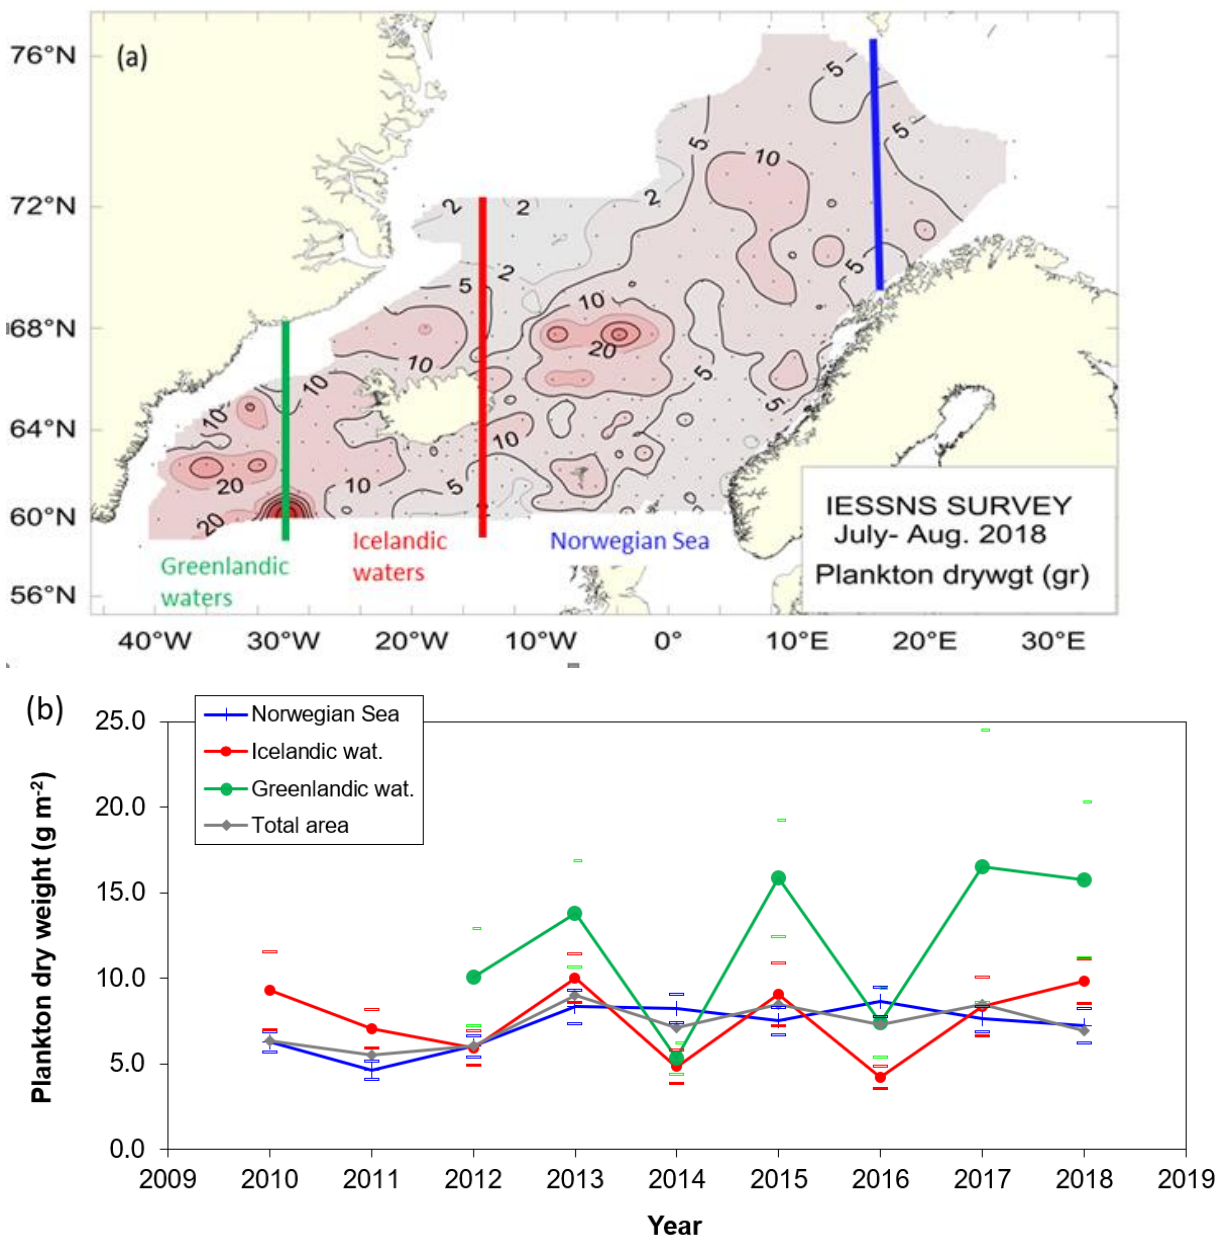 (a)
76°N
72°N
68°N
64°N
60°N
56°N
5
5
5
10
2
2
2
2
5
5
10
10
20
10
10
5
5
10
20
10
5
20
Greenlandic
waters
Icelandic
waters
Norwegian Sea
IESSNS SURVEY
July- Aug. 2018
Plankton drywgt (gr)
40°W 30°W 20°W 10°W 0° 10°E 20°E 30°E
(b)
Norwegian Sea
Icelandic wat.
Greenlandic wat.
Total area
Plankton dry weight (g m-2)
25.0
20.0
15.0
10.0
5.0
0.0
2009 2010 2011 2012 2013 2014 2015 2016 2017 2018 2019
Year